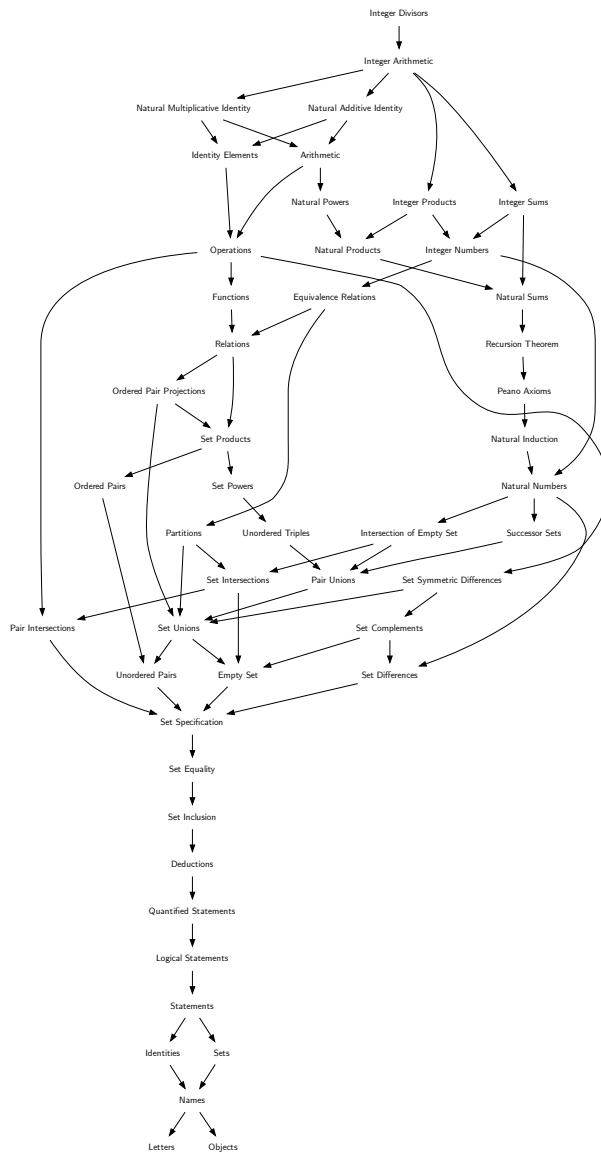 Integer Divisors
Integer Arithmetic
Natural Multiplicative Identity
Natural Additive Identity
Identity Elements
Arithmetic
Natural Powers
Integer Products
Integer Sums
Operations
Natural Products
Integer Numbers
Functions
Equivalence Relations
Natural Sums
Relations
Recursion Theorem
Ordered Pair Projections
Peano Axioms
Set Products
Natural Induction
Ordered Pairs
Set Powers
Natural Numbers
Partitions
Unordered Triples
Intersection of Empty Set
Successor Sets
Set Intersections
Pair Unions
Set Symmetric Differences
Pair Intersections
Set Unions
Set Complements
Unordered Pairs
Empty Set
Set Differences
Set Specification
Set Equality
Set Inclusion
Deductions
Quantified Statements
Logical Statements
Statements
Identities
Sets
Names
Letters
Objects